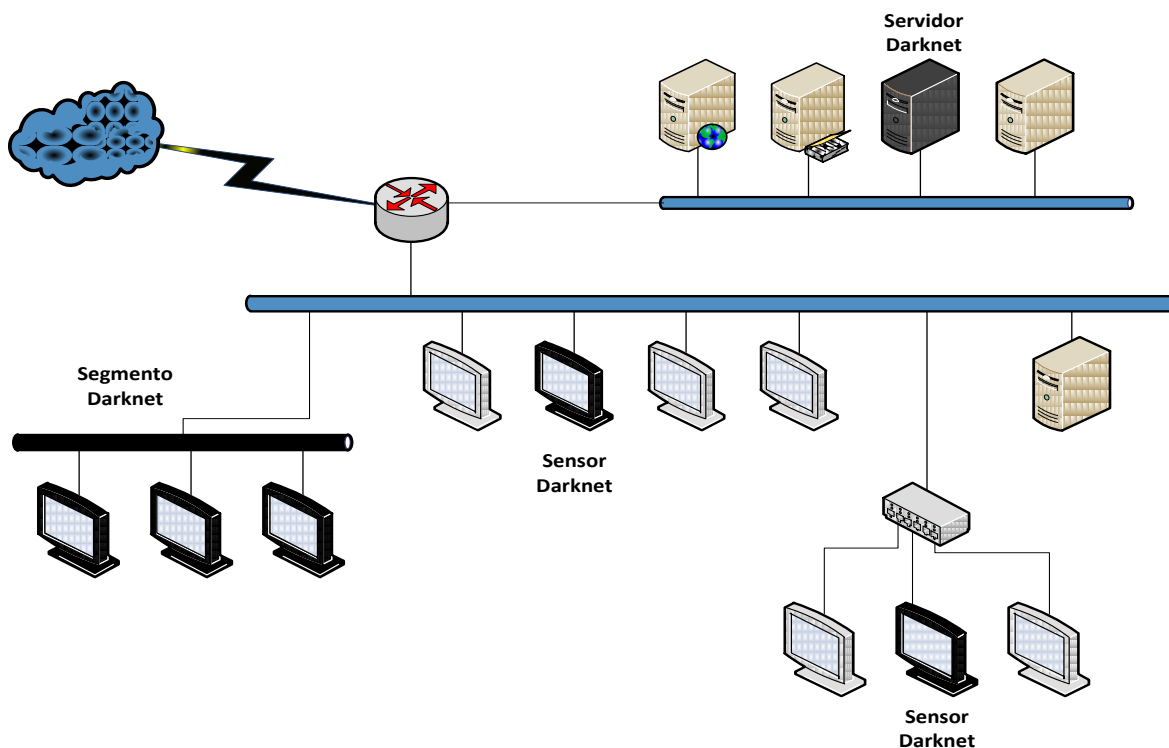 Servidor
Darknet
Segmento
Darknet
Sensor
Darknet
Sensor
Darknet